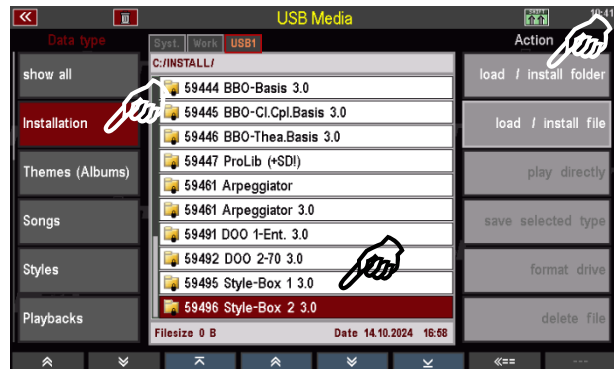 USB Media
SHIFT
Data type
Syst. Work USB1
Action
C:/INSTALL/
show all
Installation
Themes (Albums)
Songs
Styles
Playbacks
59444 BBO-Basis 3.0
59445 BBO-Cl.Cpl.Basis 3.0
59446 BBO-Thea.Basis 3.0
59447 ProLib (+SD!)
59461 Arpeggiator
59461 Arpeggiator 3.0
59491 DOO 1-Ent. 3.0
59492 DOO 2-70 3.0
59495 Style-Box 1 3.0
59496 Style-Box 2 3.0
Filesize 0 B Date 14.10.2024 16:58
load / install folder
load / install file
play directly
save selected type
format drive
delete file
«== ---